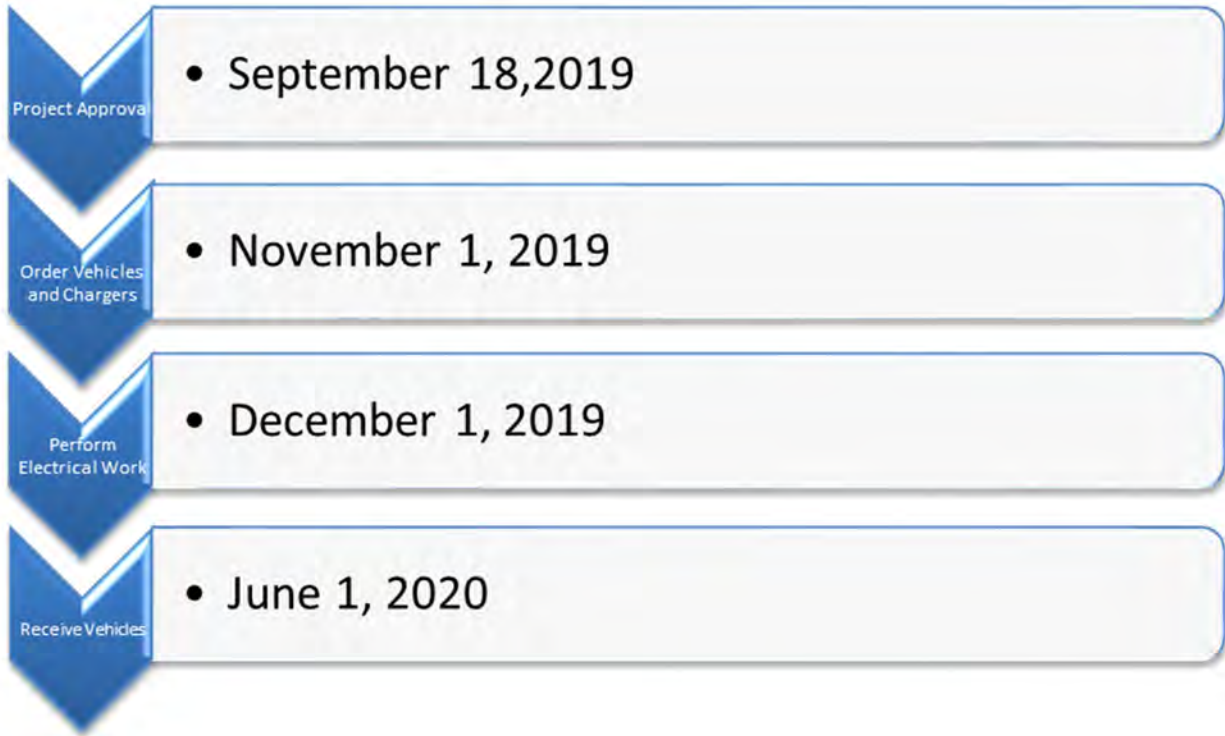 Project Approval
• September 18,2019
Order Vehicles
and Chargers
• November 1, 2019
Perform
Electrical Work
• December 1, 2019
Receive Vehicles
• June 1, 2020